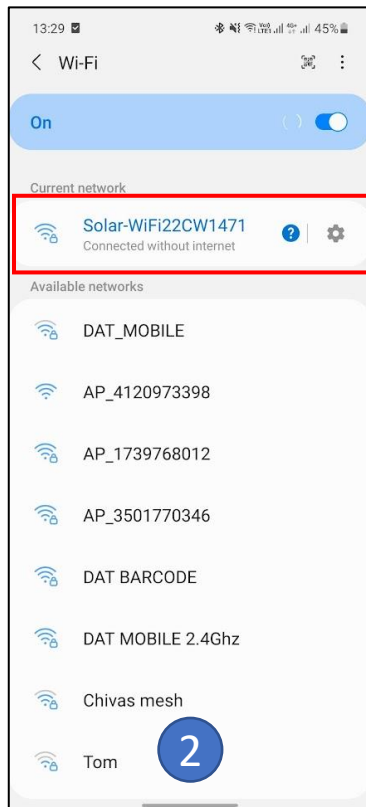 13:29 45%
Wi-Fi
On
Current network
Solar-WiFi22CW1471
Connected without internet
Available networks
DAT_MOBILE
AP_4120973398
AP_1739768012
AP_3501770346
DAT BARCODE
DAT MOBILE 2.4Ghz
Chivas mesh
Tom
2